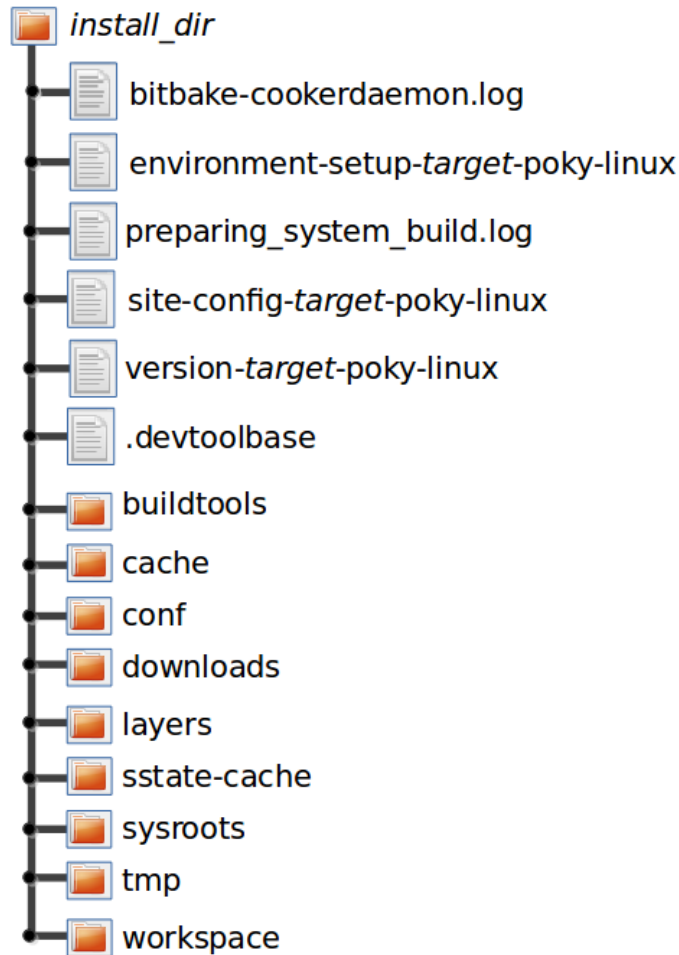 install_dir
bitbake-cookerdaemon.log
environment-setup-target-poky-linux
preparing_system_build.log
site-config-target-poky-linux
version-target-poky-linux
.devtoolbase
buildtools
cache
conf
downloads
layers
sstate-cache
sysroots
tmp
workspace